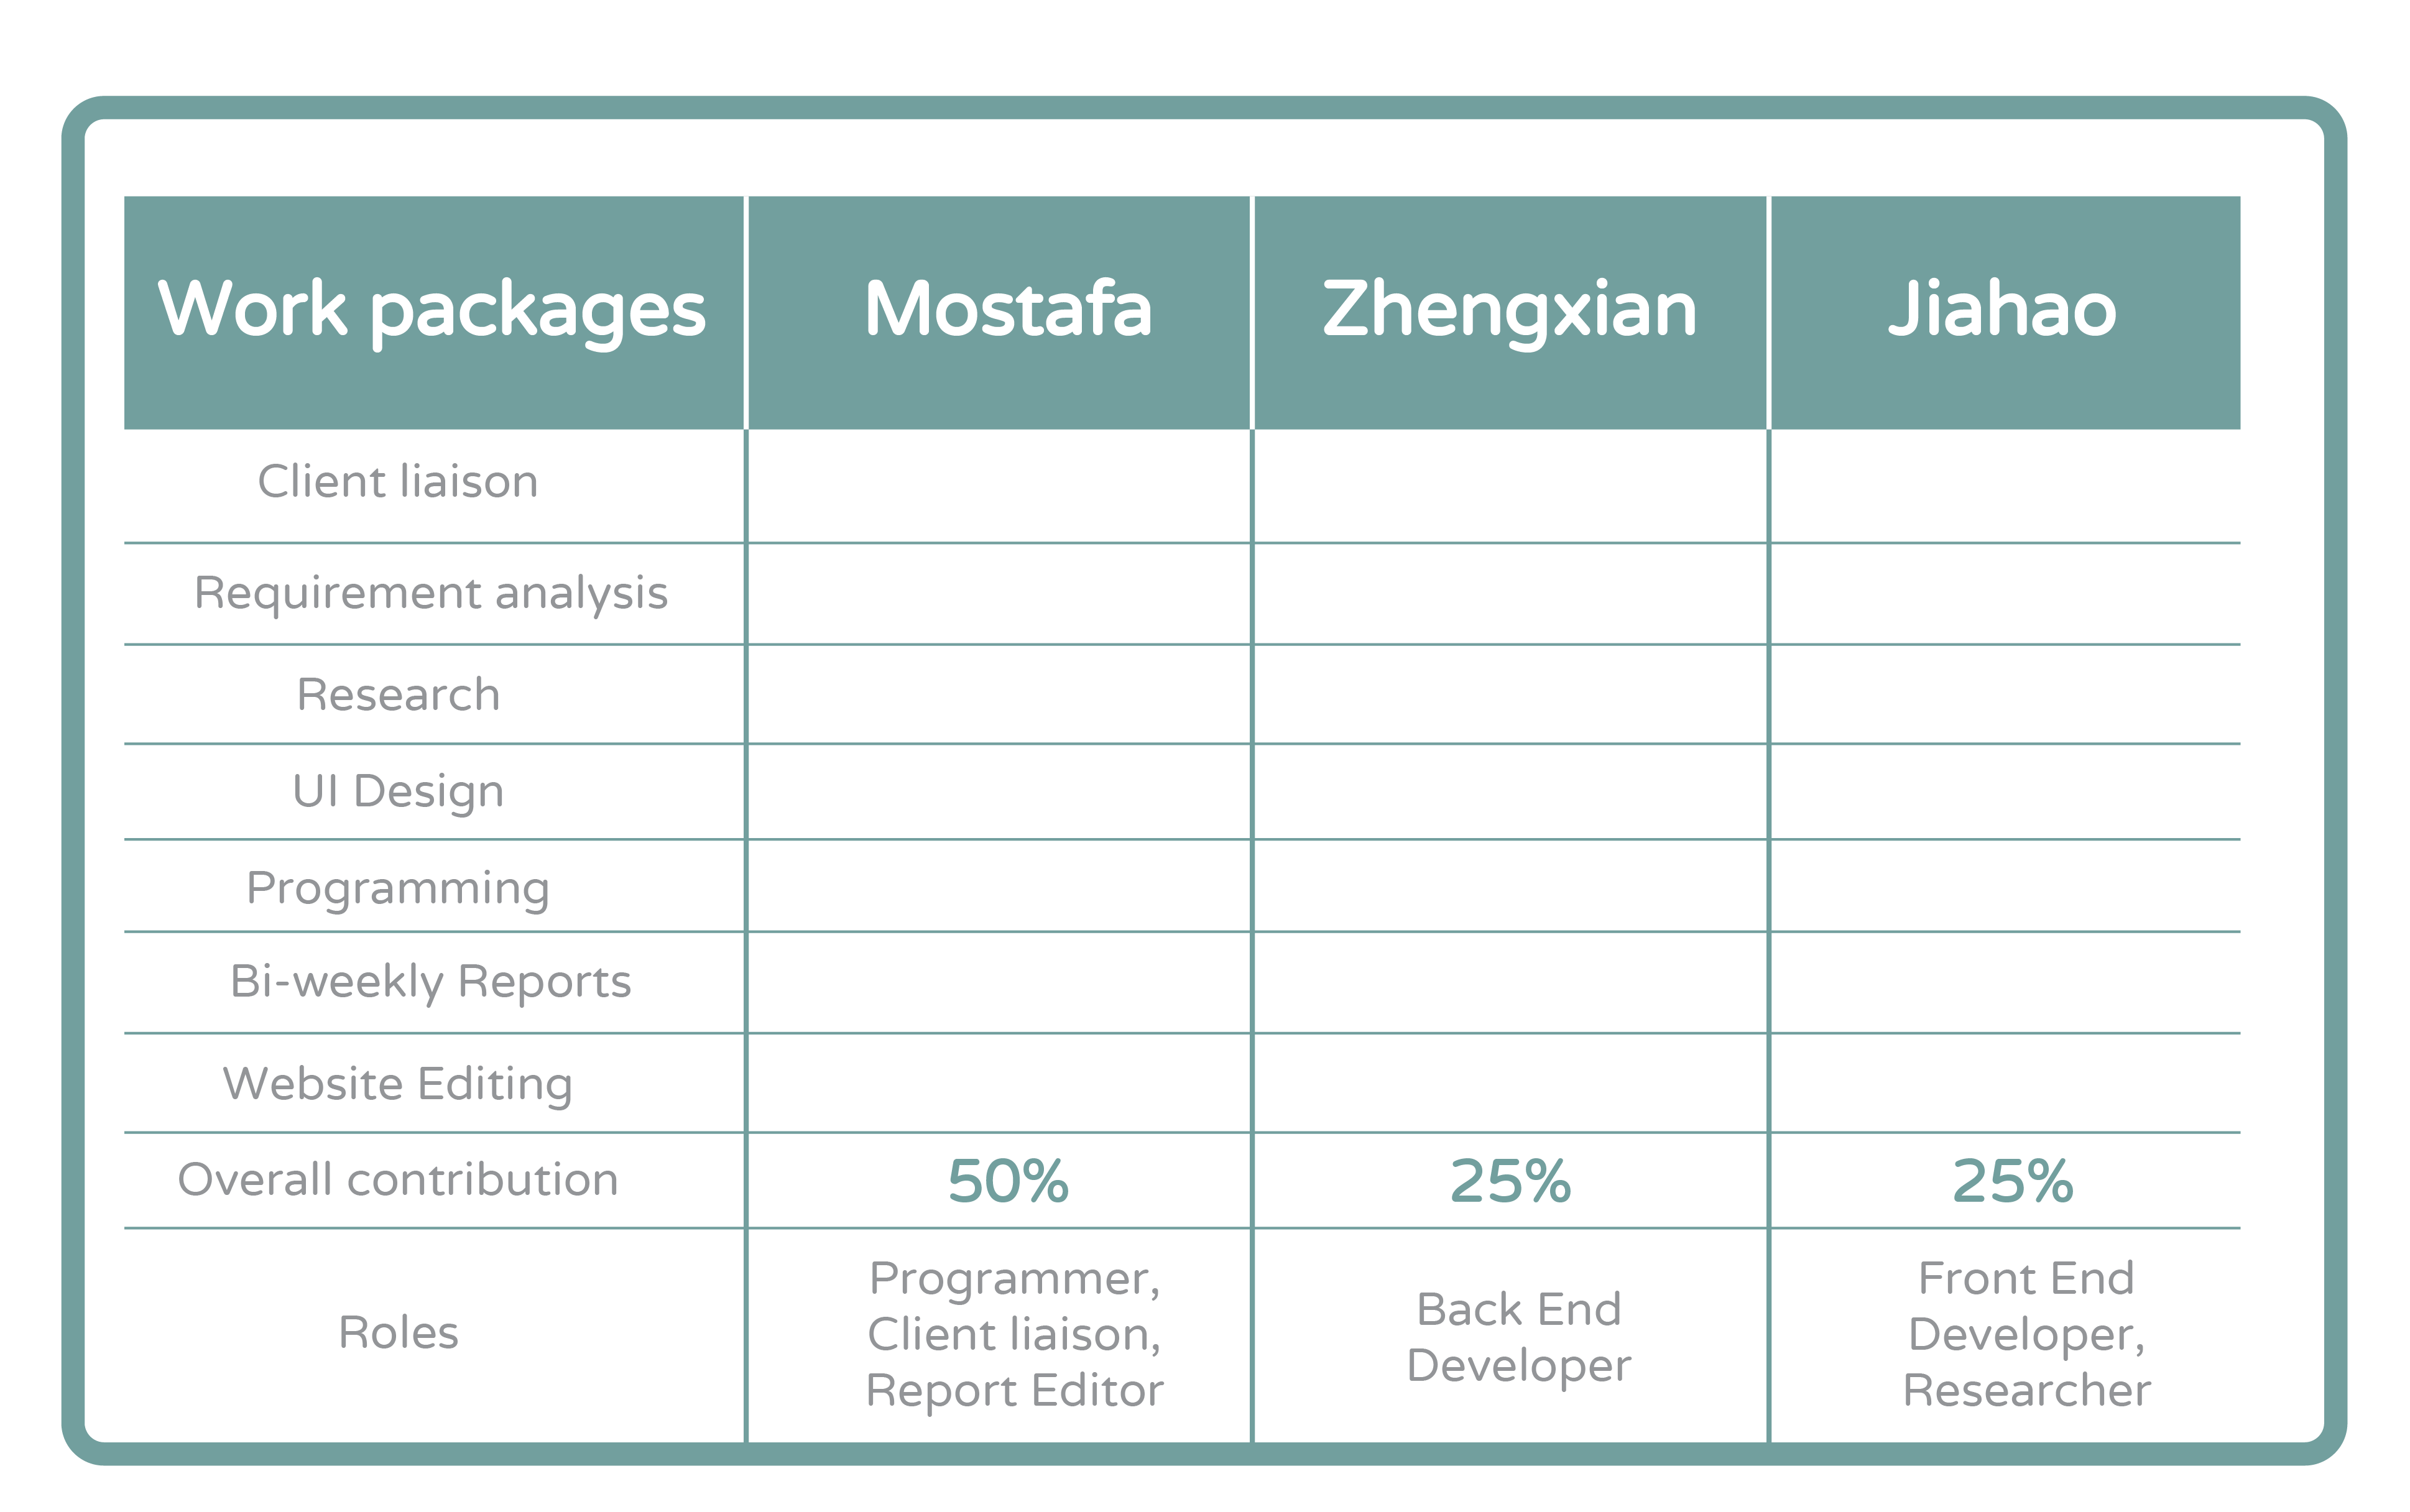 Work packages Mostafa Zhengxian Jiahao
Client liaison
Requirement analysis
Research
UI Design
Programming
Bi-weekly Reports
Website Editing
Overall contribution 50% 25% 25%
Roles
Programmer,
Client liaison,
Report Editor
Back End
Developer
Front End
Developer,
Researcher